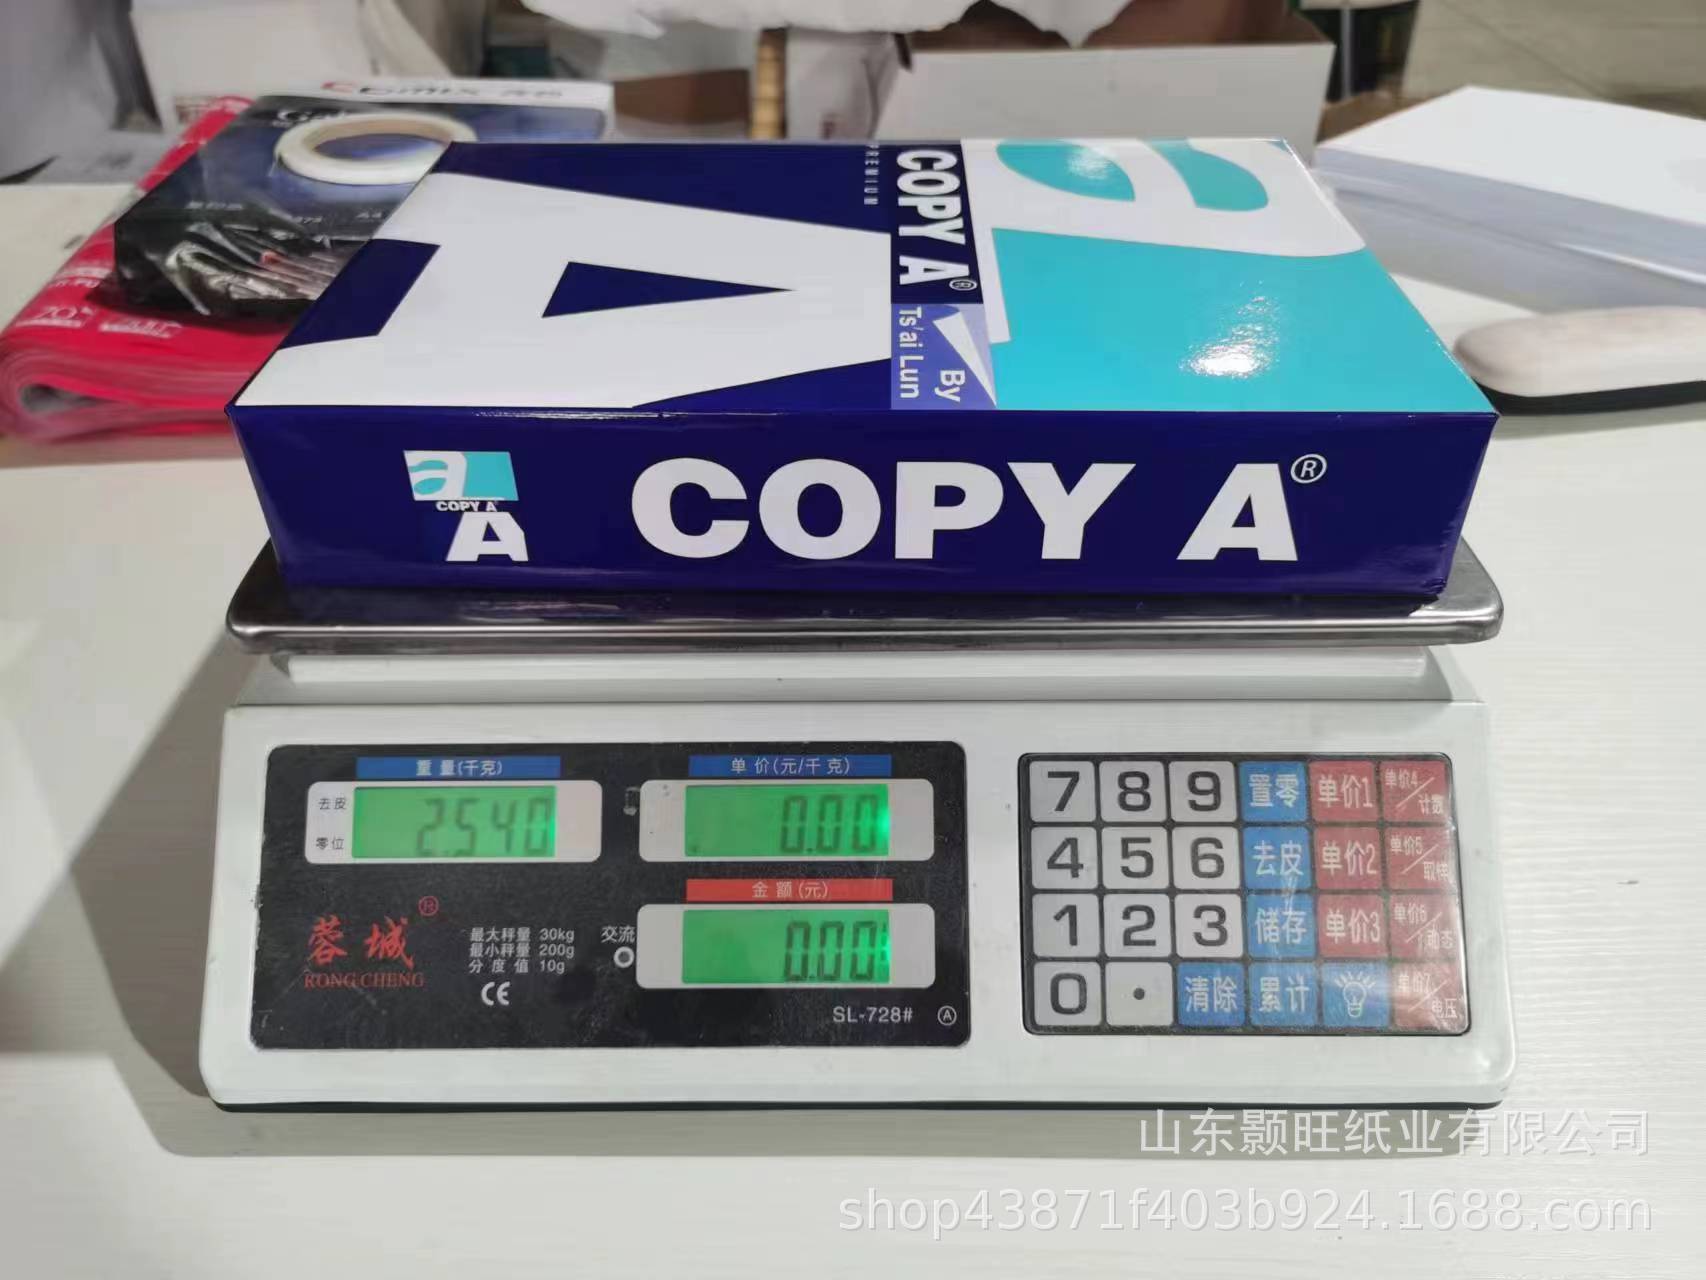 COPY A®
PREMIUM
By
Ts'ai Lun
A4
70
a
COPY A
A
COPY A®
重量(千克)
单价(元/千克)
去皮
零位
2.540
0.00
金额(元)
0.00
蓉城®
RONG CHENG
最大秤量 30kg
最小秤量 200g
分度值 10g
CE
交流
SL-728# A
7 8 9 置零 单价1 单价4/计数
4 5 6 去皮 单价2 单价5/取样
1 2 3 储存 单价3 单价6/动态
0 . 清除 累计 单价7/电压
山东颢旺纸业有限公司
shop43871f403b924.1688.com